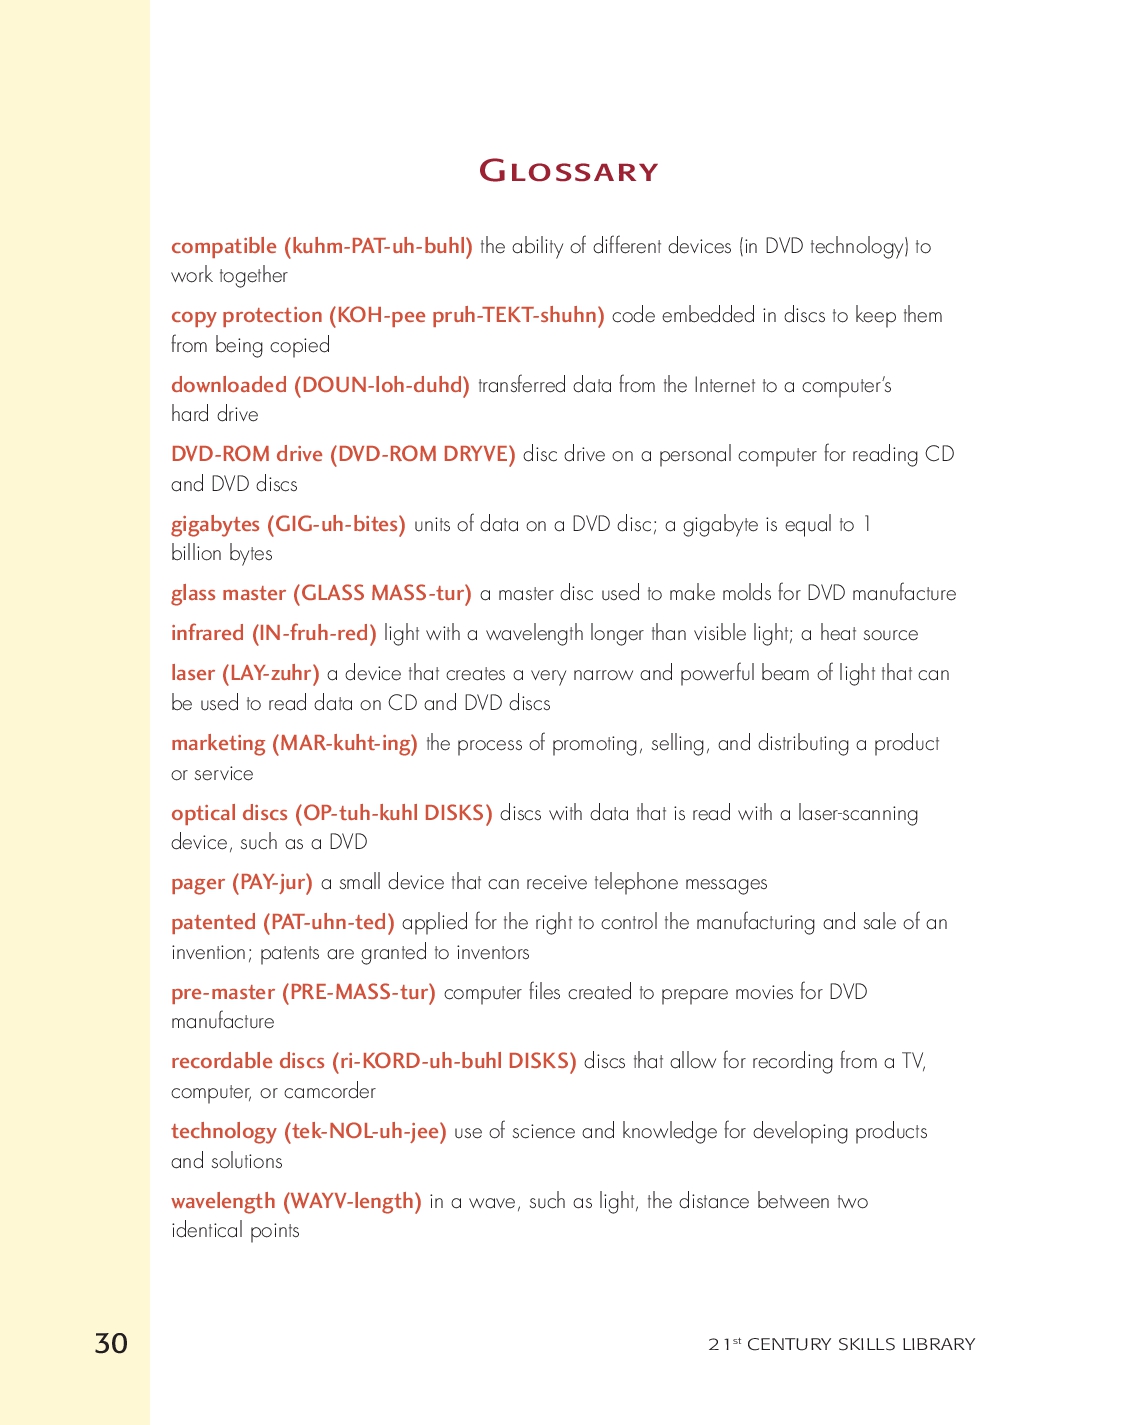 Glossary
compatible (kuhm-PAT-uh-buhl) the ability of different devices (in DVD technology) to
work together
copy protection (KOH-pee pruh-TEKT-shuhn) code embedded in discs to keep them
from being copied
downloaded (DOUN-loh-duhd) transferred data from the Internet to a computer’s
hard drive
DVD-ROM drive (DVD-ROM DRYVE) disc drive on a personal computer for reading CD
and DVD discs
gigabytes (GIG-uh-bites) units of data on a DVD disc; a gigabyte is equal to 1
billion bytes
glass master (GLASS MASS-tur) a master disc used to make molds for DVD manufacture
infrared (IN-fruh-red) light with a wavelength longer than visible light; a heat source
laser (LAY-zuhr) a device that creates a very narrow and powerful beam of light that can
be used to read data on CD and DVD discs
marketing (MAR-kuht-ing) the process of promoting, selling, and distributing a product
or service
optical discs (OP-tuh-kuhl DISKS) discs with data that is read with a laser-scanning
device, such as a DVD
pager (PAY-jur) a small device that can receive telephone messages
patented (PAT-uhn-ted) applied for the right to control the manufacturing and sale of an
invention; patents are granted to inventors
pre-master (PRE-MASS-tur) computer files created to prepare movies for DVD
manufacture
recordable discs (ri-KORD-uh-buhl DISKS) discs that allow for recording from a TV,
computer, or camcorder
technology (tek-NOL-uh-jee) use of science and knowledge for developing products
and solutions
wavelength (WAYV-length) in a wave, such as light, the distance between two
identical points
30
21st CENTURY SKILLS LIBRARY